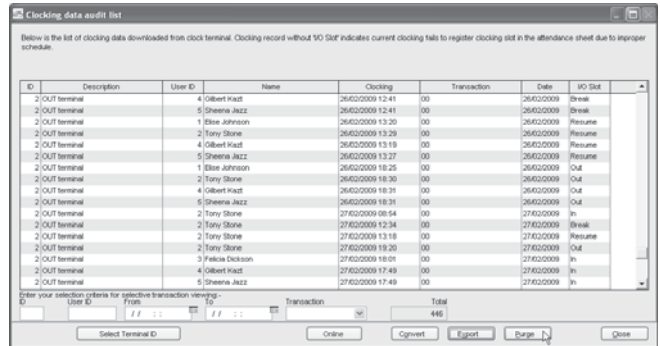 Clocking data audit list
Below is the list of clocking data downloaded from clock terminal. Clocking record without 'I/O Slot' indicates current clocking fails to register clocking slot in the attendance sheet due to improper
schedule.
ID Description User ID Name Clocking Transaction Date I/O Slot
2 OUT terminal 4 Gilbert Kazt 26/02/2009 12:41 00 26/02/2009 Break
2 OUT terminal 5 Sheena Jazz 26/02/2009 12:41 00 26/02/2009 Break
2 OUT terminal 1 Elise Johnson 26/02/2009 13:20 00 26/02/2009 Resume
2 OUT terminal 2 Tony Stone 26/02/2009 13:29 00 26/02/2009 Resume
2 OUT terminal 4 Gilbert Kazt 26/02/2009 13:19 00 26/02/2009 Resume
2 OUT terminal 5 Sheena Jazz 26/02/2009 13:27 00 26/02/2009 Resume
2 OUT terminal 1 Elise Johnson 26/02/2009 18:25 00 26/02/2009 Out
2 OUT terminal 2 Tony Stone 26/02/2009 18:30 00 26/02/2009 Out
2 OUT terminal 4 Gilbert Kazt 26/02/2009 18:31 00 26/02/2009 Out
2 OUT terminal 5 Sheena Jazz 26/02/2009 18:31 00 26/02/2009 Out
2 OUT terminal 2 Tony Stone 27/02/2009 08:54 00 27/02/2009 In
2 OUT terminal 2 Tony Stone 27/02/2009 12:34 00 27/02/2009 Break
2 OUT terminal 2 Tony Stone 27/02/2009 13:18 00 27/02/2009 Resume
2 OUT terminal 2 Tony Stone 27/02/2009 19:20 00 27/02/2009 Out
2 OUT terminal 3 Felicia Dickson 27/02/2009 18:01 00 27/02/2009 In
2 OUT terminal 4 Gilbert Kazt 27/02/2009 17:49 00 27/02/2009 In
2 OUT terminal 5 Sheena Jazz 27/02/2009 17:49 00 27/02/2009 In
Enter your selection criteria for selective transaction viewing:-
ID User ID From To Transaction Total
/ / : : / / : : 446
Select Terminal ID Online Convert Export Purge Close